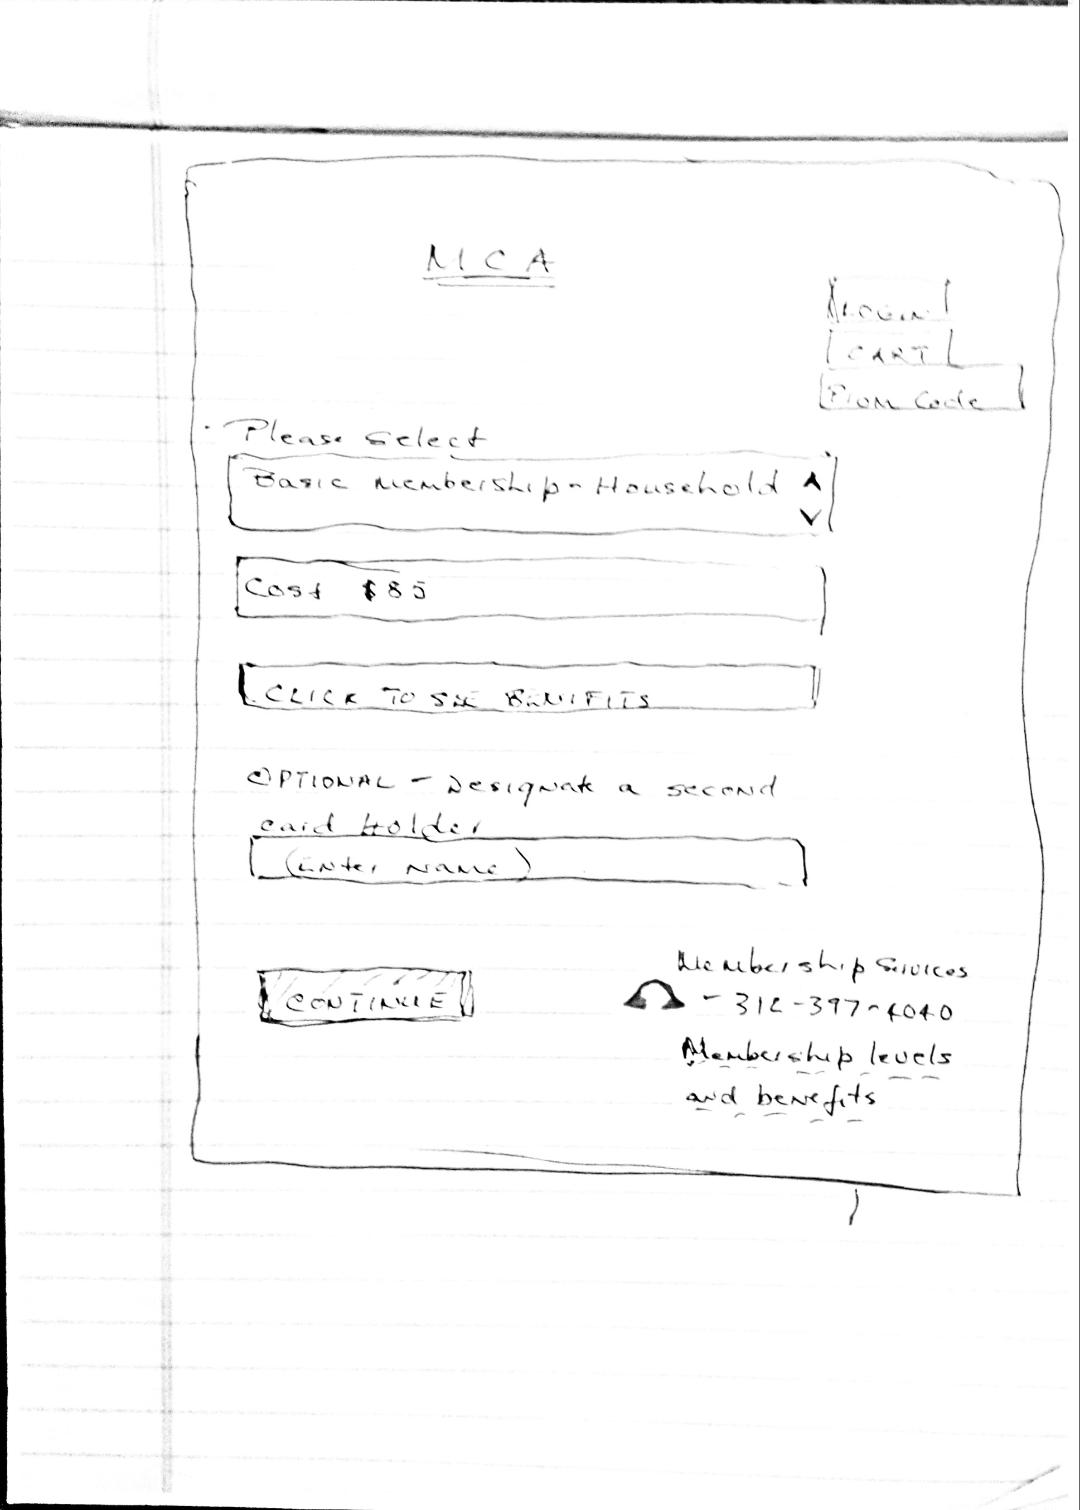 MCA
LOGIN
CART
Prom Code
Please select
Basic Membership - Household
Cost $85
CLICK TO SEE BENIFITS
OPTIONAL - Designate a second
card Holder
(Enter Name)
CONTINUE
Membership Services
- 312-397-4040
Membership levels
and benefits